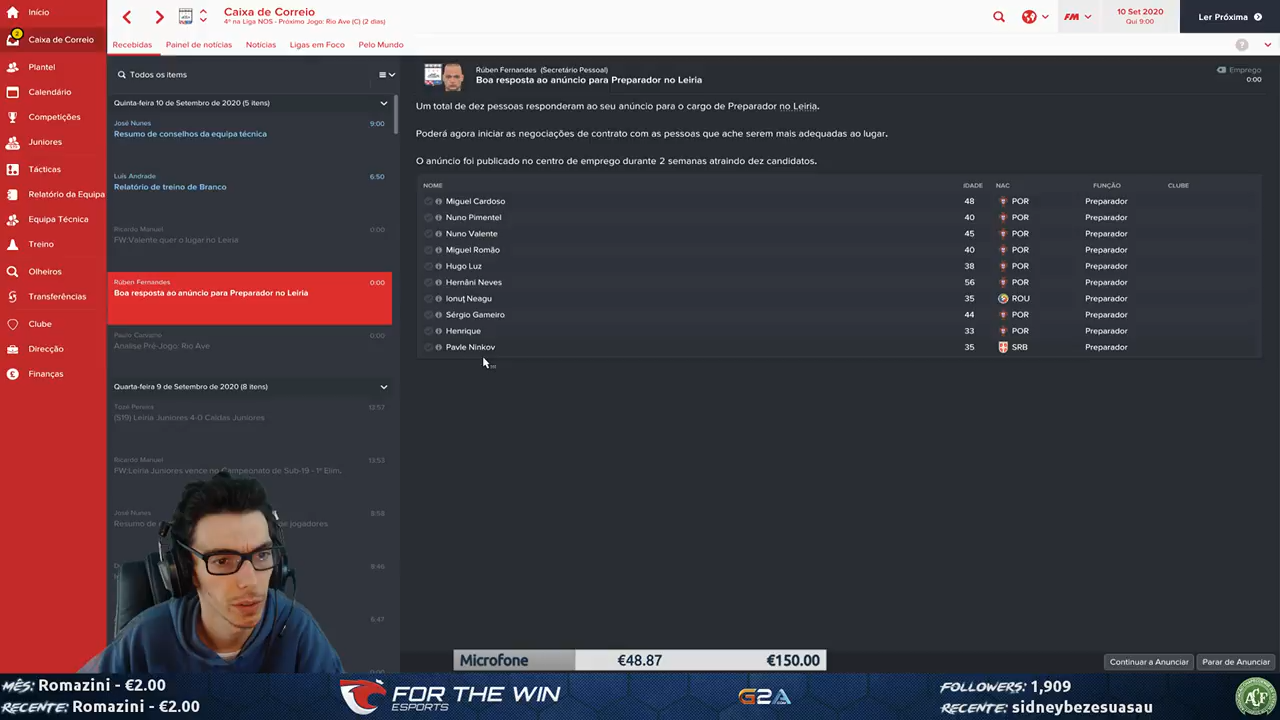 Início
Caixa de Correio
2
Plantel
Calendário
Competições
Juniores
Tácticas
Relatório da Equipa
Equipa Técnica
Treino
Olheiros
Transferências
Clube
Direcção
Finanças
Caixa de Correio
4º na Liga NOS - Próximo Jogo: Rio Ave (C) (2 dias)
FM
10 Set 2020
Qui 9:00
Ler Próxima
Recebidas
Painel de notícias
Notícias
Ligas em Foco
Pelo Mundo
?
Todos os itens
Quinta-feira 10 de Setembro de 2020 (5 itens)
José Nunes 9:00
Resumo de conselhos da equipa técnica
Luís Andrade 6:50
Relatório de treino de Branco
Ricardo Manuel 0:00
FW:Valente quer o lugar no Leiria
Rúben Fernandes 0:00
Boa resposta ao anúncio para Preparador no Leiria
Paulo 0:00
Análise Pré-Jogo: Rio Ave
Quarta-feira 9 de Setembro de 2020 (8 itens)
Tozé Pereira 13:57
(S19) Leiria Juniores 4-0 Caldas Juniores
Ricardo Manuel 13:53
FW:Leiria Juniores vence no Campeonato de Sub-19 - 1ª Elim.
José Nunes 8:58
Resumo de jogadores
8:46
6:47
Rúben Fernandes (Secretário Pessoal)
Boa resposta ao anúncio para Preparador no Leiria
Emprego
0:00
Um total de dez pessoas responderam ao seu anúncio para o cargo de Preparador no Leiria.
Poderá agora iniciar as negociações de contrato com as pessoas que ache serem mais adequadas ao lugar.
O anúncio foi publicado no centro de emprego durante 2 semanas atraindo dez candidatos.
NOME IDADE NAC FUNÇÃO CLUBE
Miguel Cardoso 48 POR Preparador
Nuno Pimentel 40 POR Preparador
Nuno Valente 45 POR Preparador
Miguel Romão 40 POR Preparador
Hugo Luz 38 POR Preparador
Hernâni Neves 56 POR Preparador
Ionuț Neagu 35 ROU Preparador
Sérgio Gameiro 44 POR Preparador
Henrique 33 POR Preparador
Pavle Ninkov 35 SRB Preparador
Continuar a Anunciar
Parar de Anunciar
Microfone €48.87 €150.00
MÊS: Romazini - €2.00
RECENTE: Romazini - €2.00
FOR THE WIN
ESPORTS
G2A
.COM
FOLLOWERS: 1,909
RECENTE: sidneybezesuasau